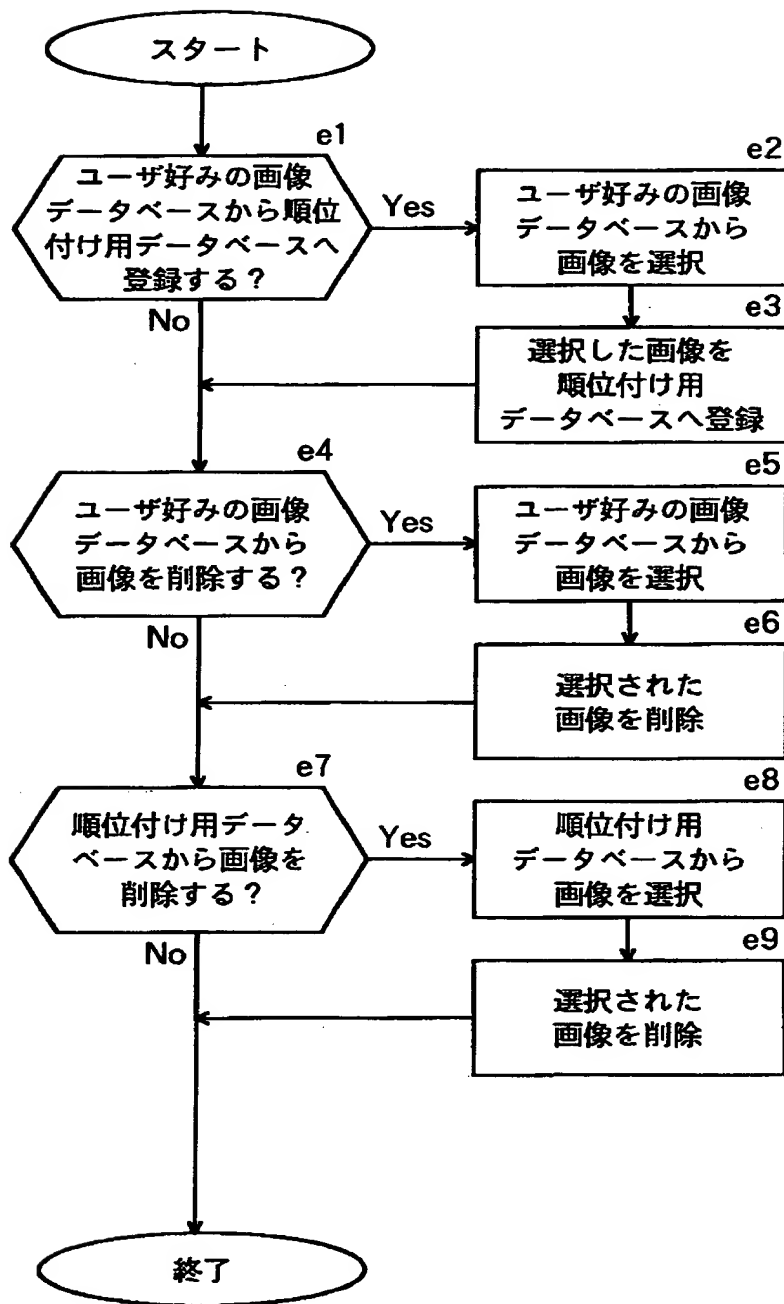 スタート
e1
ユーザ好みの画像
データベースから順位
付け用データベースへ
登録する？
Yes
No
e2
ユーザ好みの画像
データベースから
画像を選択
e3
選択した画像を
順位付け用
データベースへ登録
e4
ユーザ好みの画像
データベースから
画像を削除する？
Yes
No
e5
ユーザ好みの画像
データベースから
画像を選択
e6
選択された
画像を削除
e7
順位付け用データ
ベースから画像を
削除する？
Yes
No
e8
順位付け用
データベースから
画像を選択
e9
選択された
画像を削除
終了